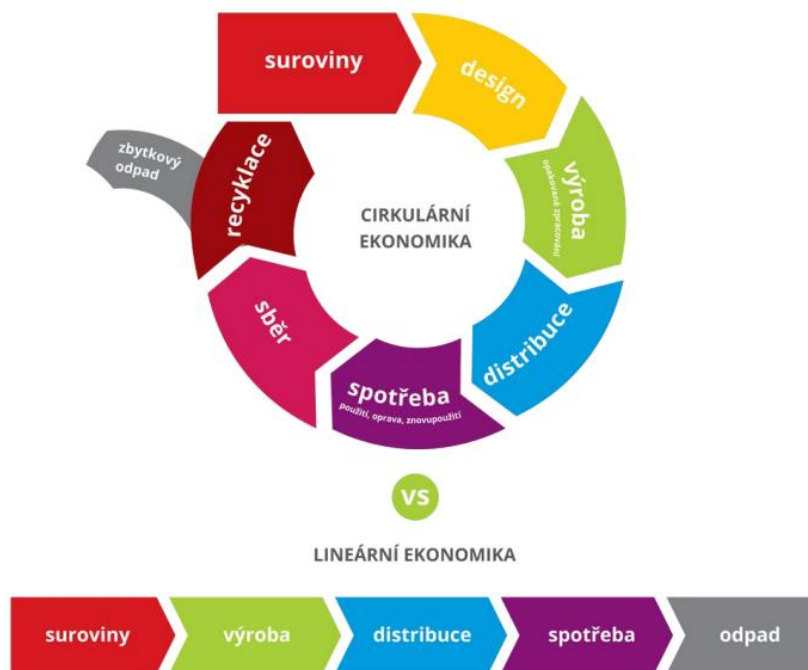 suroviny
design
výroba
opakované zpracování
distribuce
spotřeba
použití, oprava, znovupoužití
sběr
recyklace
zbytkový
odpad
CIRKULÁRNÍ
EKONOMIKA
VS
LINEÁRNÍ EKONOMIKA
suroviny
výroba
distribuce
spotřeba
odpad